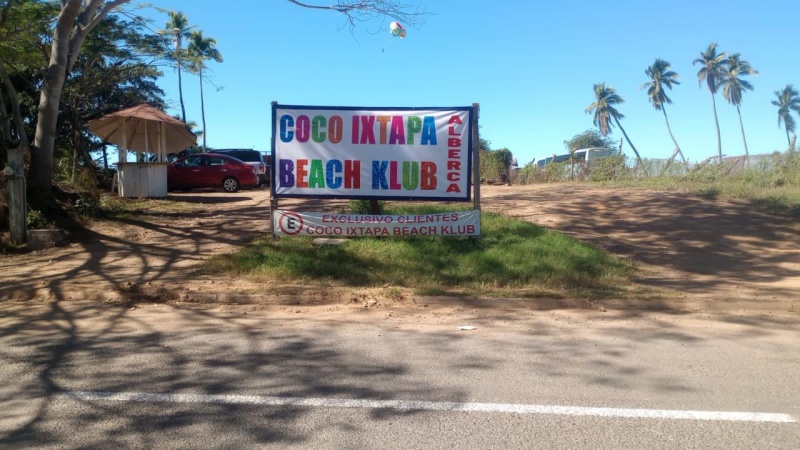 COCO IXTAPA
BEACH KLUB
ALBERCA
E EXCLUSIVO CLIENTES
COCO IXTAPA BEACH KLUB